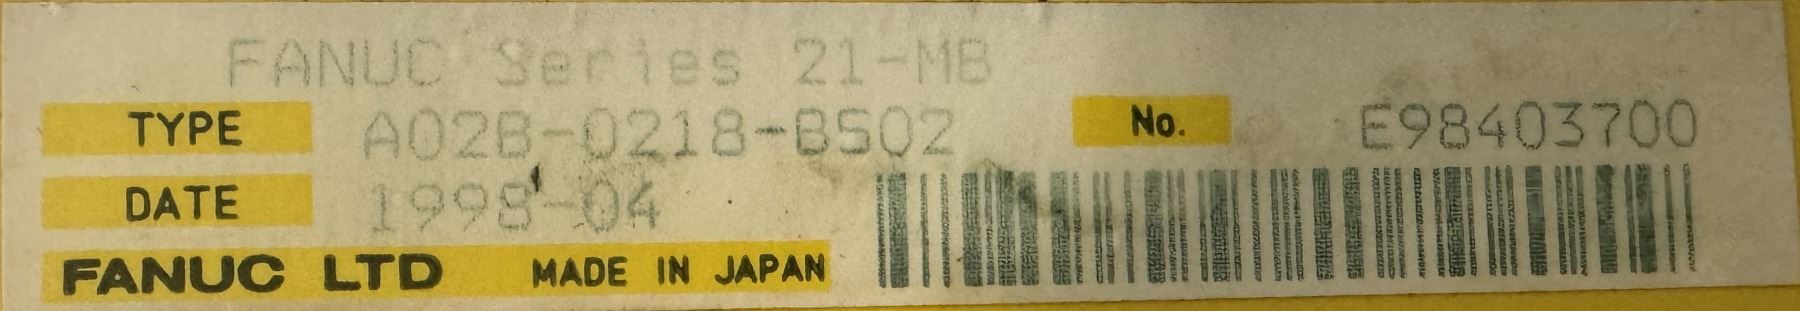 FANUC Series 21-MB
TYPE A02B-0218-B502 No. E98403700
DATE 1998-04
FANUC LTD MADE IN JAPAN